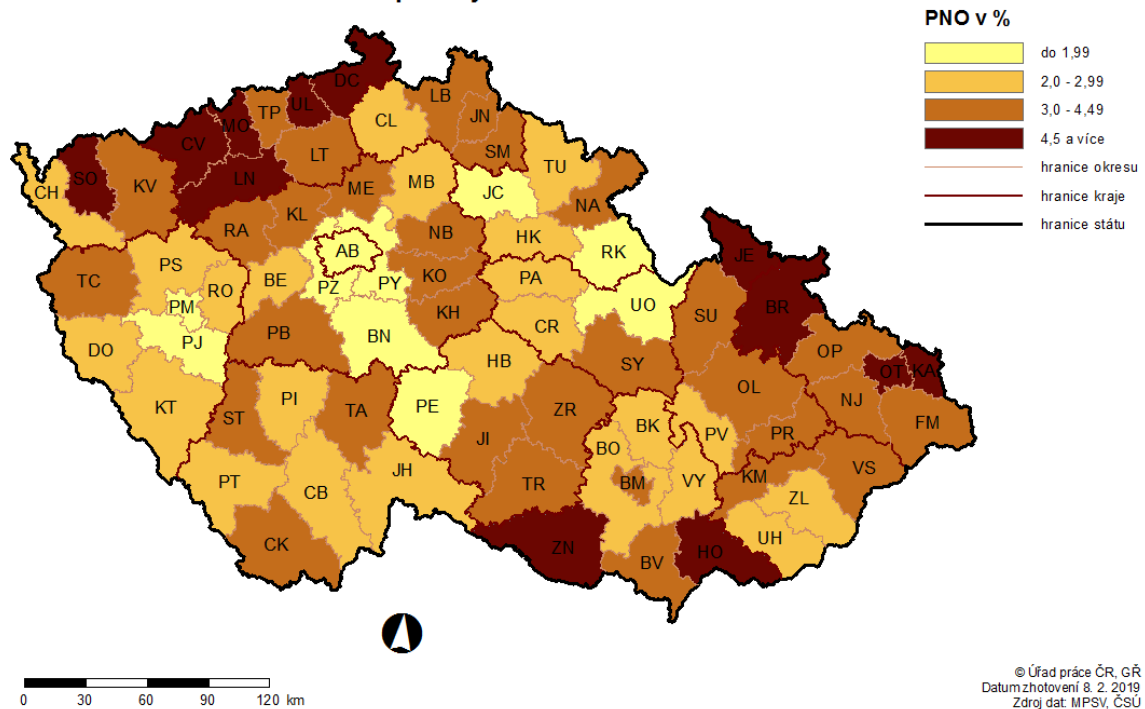 PNO v %
do 1,99
2,0 - 2,99
3,0 - 4,49
4,5 a více
hranice okresu
hranice kraje
hranice státu
DC
LB
UL
TP
JN
MO
CL
CV
LT
SM
TU
LN
SO
KV
CH
ME
MB
JC
NA
KL
RA
NB
HK
AB
RK
JE
PS
TC
BE
KO
PA
RO
PZ
PY
UO
BR
PM
KH
CR
SU
PB
BN
PJ
DO
HB
SY
OP
OT
KA
OL
KT
PI
TA
PE
ZR
NJ
ST
JI
BK
PV
PR
FM
BO
JH
VS
PT
CB
TR
BM
VY
KM
ZL
UH
CK
ZN
BV
HO
0 30 60 90 120 km
© Úřad práce ČR, GŘ
Datum zhotovení 8. 2. 2019
Zdroj dat: MPSV, ČSÚ